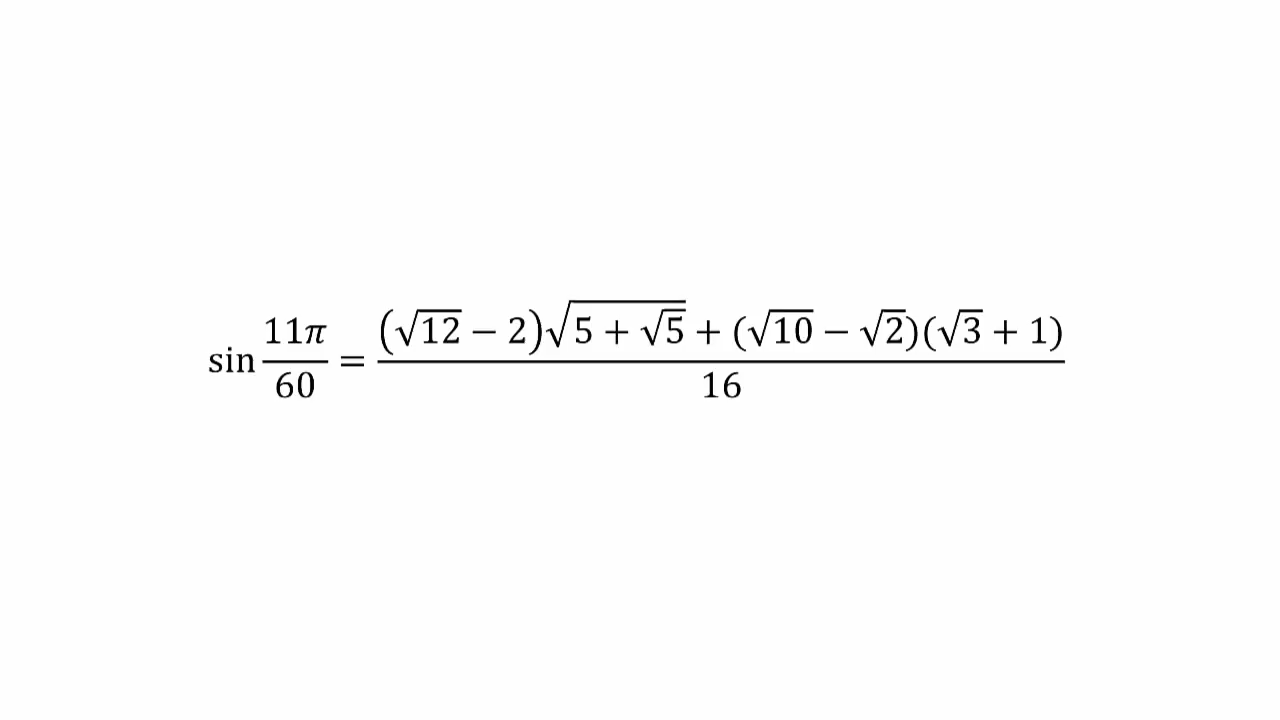 sin 11π/60 = ((√12 − 2)√(5 + √5) + (√10 − √2)(√3 + 1))/16